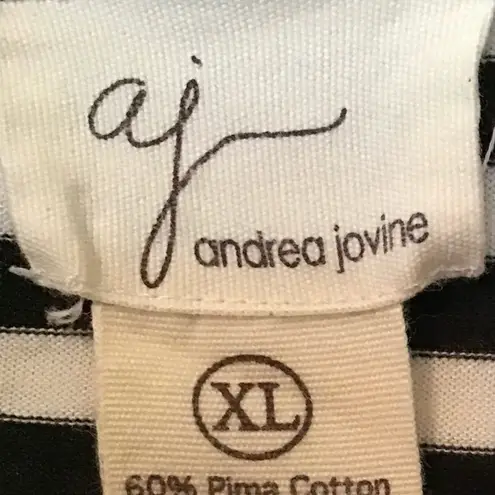 aj
andrea jovine
XL
60% Pima Cotton